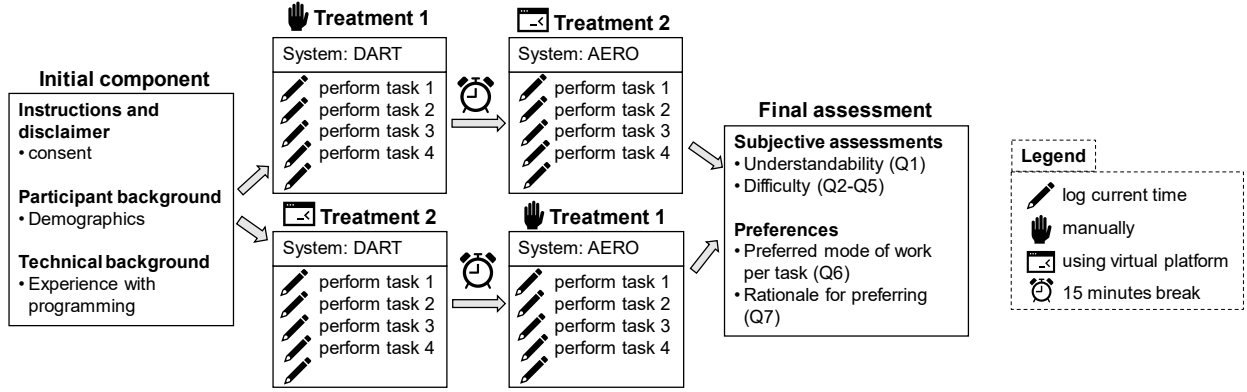 Initial component
Instructions and
disclaimer
• consent
Participant background
• Demographics
Technical background
• Experience with
programming
Treatment 1
System: DART
perform task 1
perform task 2
perform task 3
perform task 4
Treatment 2
System: AERO
perform task 1
perform task 2
perform task 3
perform task 4
Treatment 2
System: DART
perform task 1
perform task 2
perform task 3
perform task 4
Treatment 1
System: AERO
perform task 1
perform task 2
perform task 3
perform task 4
Final assessment
Subjective assessments
• Understandability (Q1)
• Difficulty (Q2-Q5)
Preferences
• Preferred mode of work
per task (Q6)
• Rationale for preferring
(Q7)
Legend
log current time
manually
using virtual platform
15 minutes break